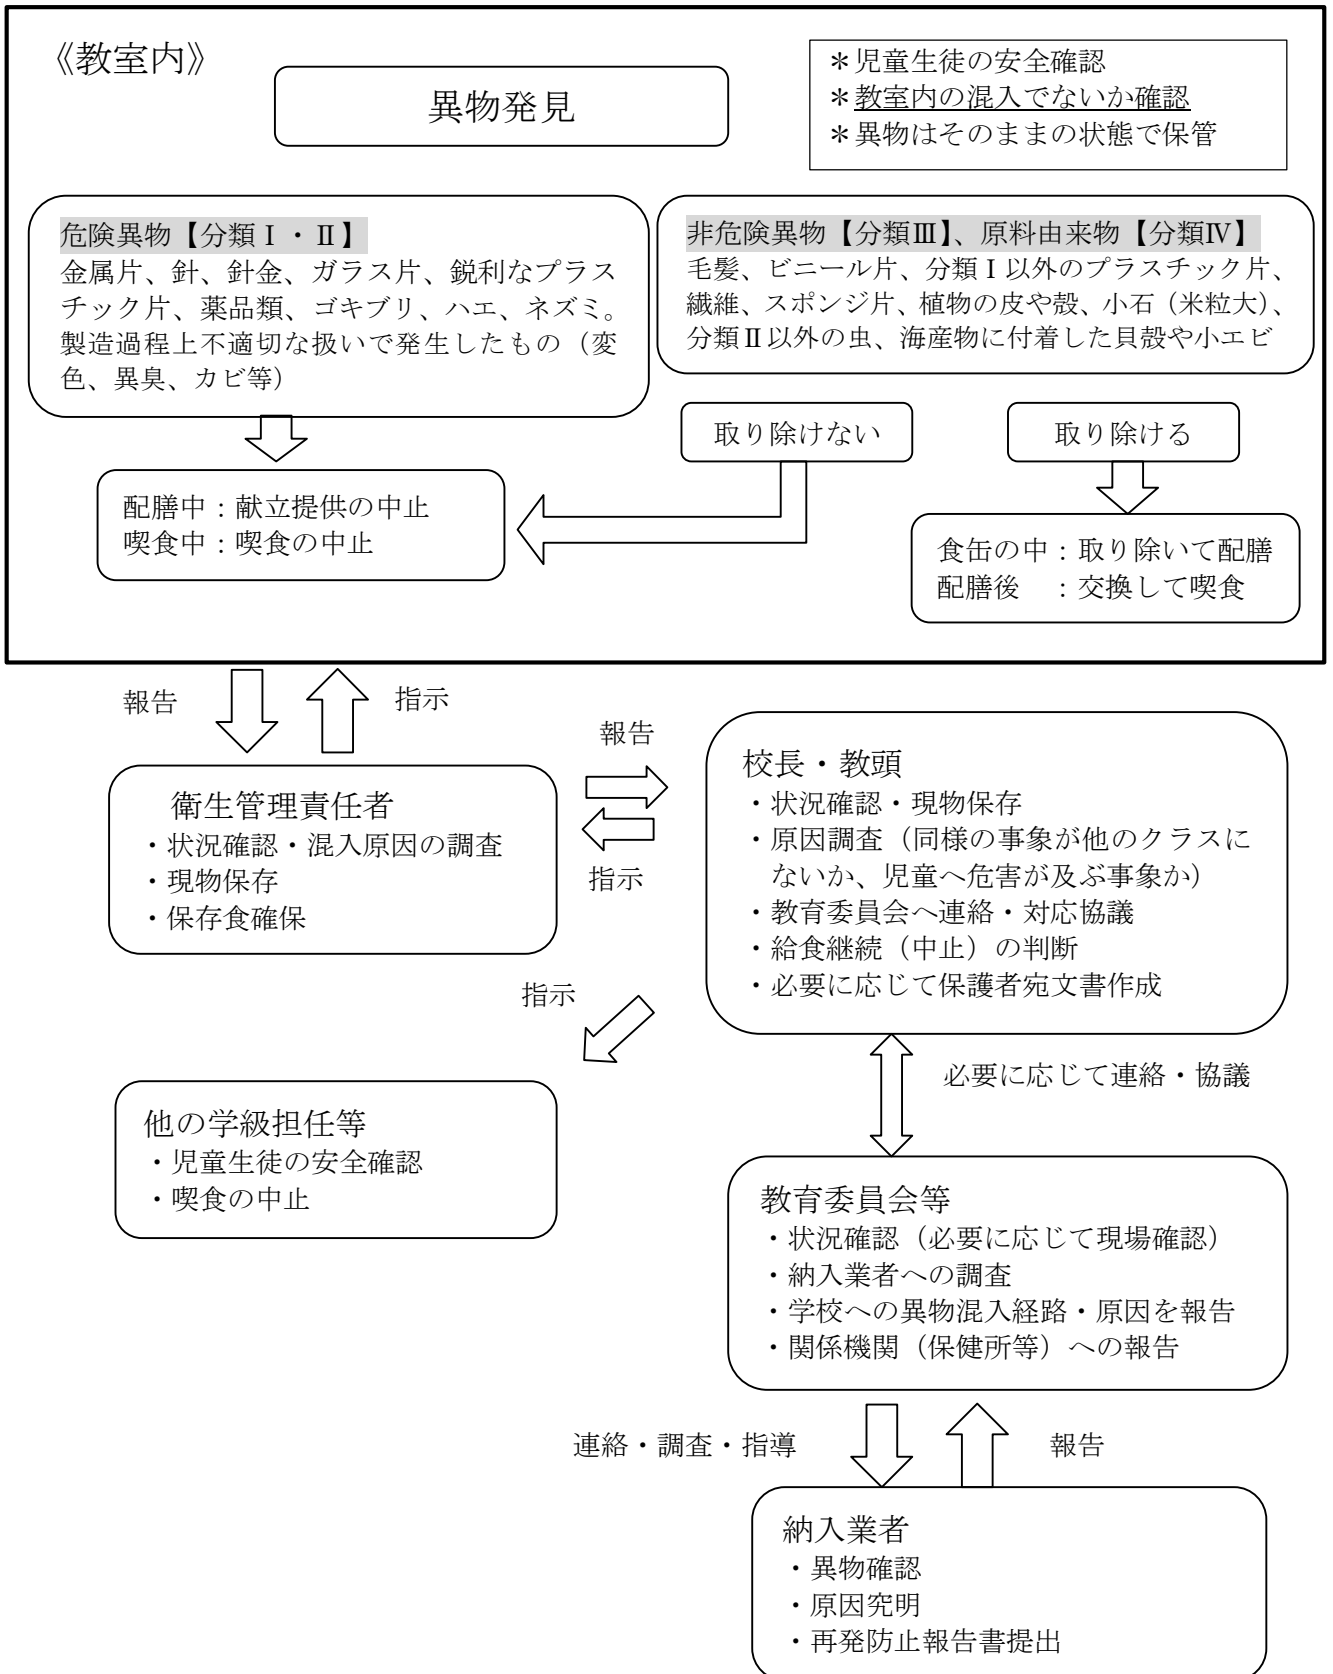 《教室内》
異物発見
＊児童生徒の安全確認
＊教室内の混入でないか確認
＊異物はそのままの状態で保管
危険異物【分類Ⅰ・Ⅱ】
金属片、針、針金、ガラス片、鋭利なプラス
チック片、薬品類、ゴキブリ、ハエ、ネズミ。
製造過程上不適切な扱いで発生したもの（変
色、異臭、カビ等）
非危険異物【分類Ⅲ】、原料由来物【分類Ⅳ】
毛髪、ビニール片、分類Ⅰ以外のプラスチック片、
繊維、スポンジ片、植物の皮や殻、小石（米粒大）、
分類Ⅱ以外の虫、海産物に付着した貝殻や小エビ
取り除けない
取り除ける
配膳中：献立提供の中止
喫食中：喫食の中止
食缶の中：取り除いて配膳
配膳後　：交換して喫食
報告
指示
衛生管理責任者
・状況確認・混入原因の調査
・現物保存
・保存食確保
報告
指示
校長・教頭
・状況確認・現物保存
・原因調査（同様の事象が他のクラスに
ないか、児童へ危害が及ぶ事象か）
・教育委員会へ連絡・対応協議
・給食継続（中止）の判断
・必要に応じて保護者宛文書作成
指示
必要に応じて連絡・協議
他の学級担任等
・児童生徒の安全確認
・喫食の中止
教育委員会等
・状況確認（必要に応じて現場確認）
・納入業者への調査
・学校への異物混入経路・原因を報告
・関係機関（保健所等）への報告
連絡・調査・指導
報告
納入業者
・異物確認
・原因究明
・再発防止報告書提出